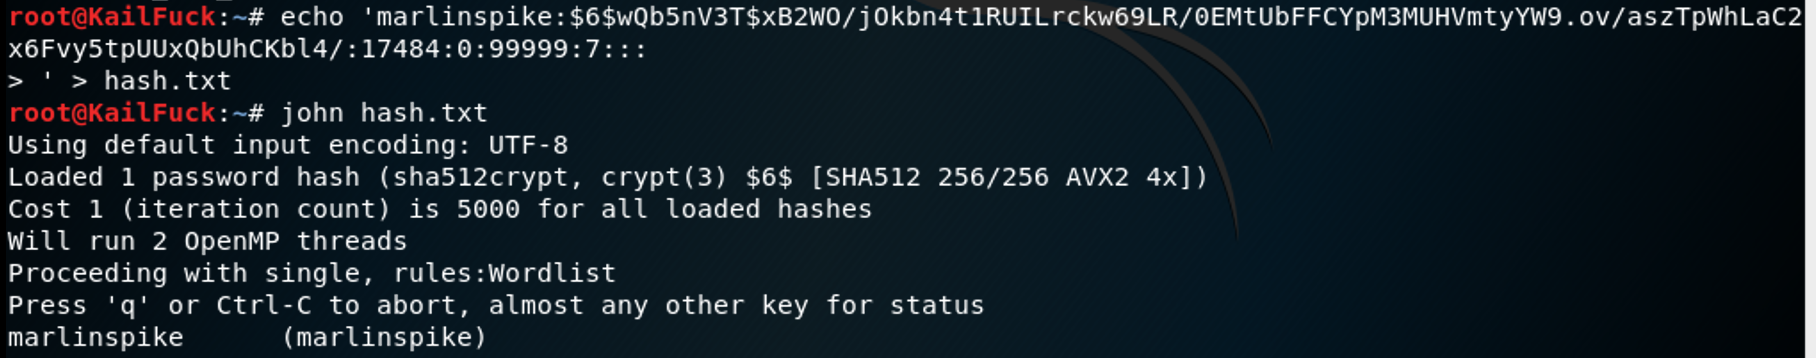 root@KailFuck:~# echo 'marlinspike:$6$wQb5nV3T$xB2WO/jOkbn4t1RUILrckw69LR/0EMtUbFFCYpM3MUHVmtyYW9.ov/aszTpWhLaC2
x6Fvy5tpUUxQbUhCKbl4/:17484:0:99999:7:::
> ' > hash.txt
root@KailFuck:~# john hash.txt
Using default input encoding: UTF-8
Loaded 1 password hash (sha512crypt, crypt(3) $6$ [SHA512 256/256 AVX2 4x])
Cost 1 (iteration count) is 5000 for all loaded hashes
Will run 2 OpenMP threads
Proceeding with single, rules:Wordlist
Press 'q' or Ctrl-C to abort, almost any other key for status
marlinspike      (marlinspike)